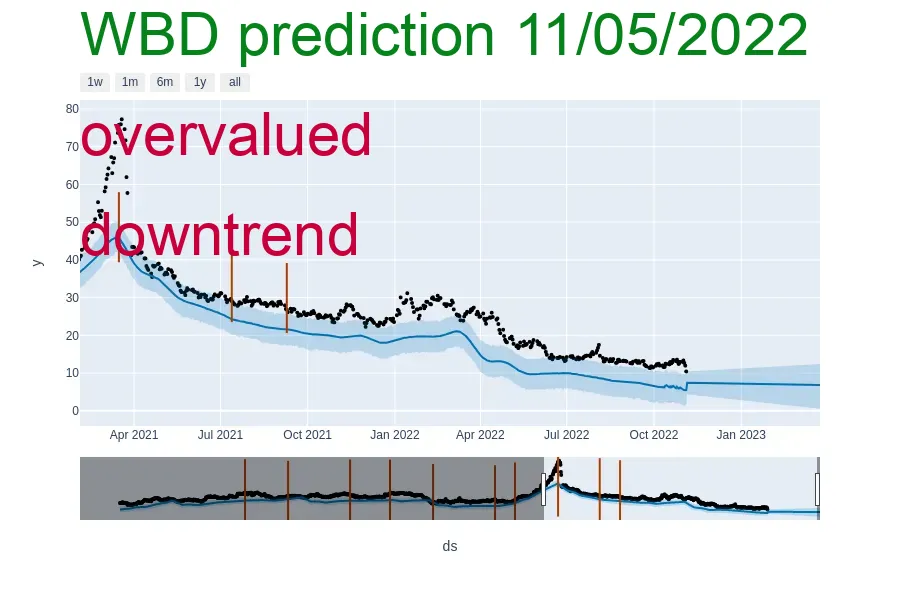 WBD prediction 11/05/2022
1w 1m 6m 1y all
80
overvalued
70
60
50
downtrend
40
y
30
20
10
0
Apr 2021 Jul 2021 Oct 2021 Jan 2022 Apr 2022 Jul 2022 Oct 2022 Jan 2023
ds